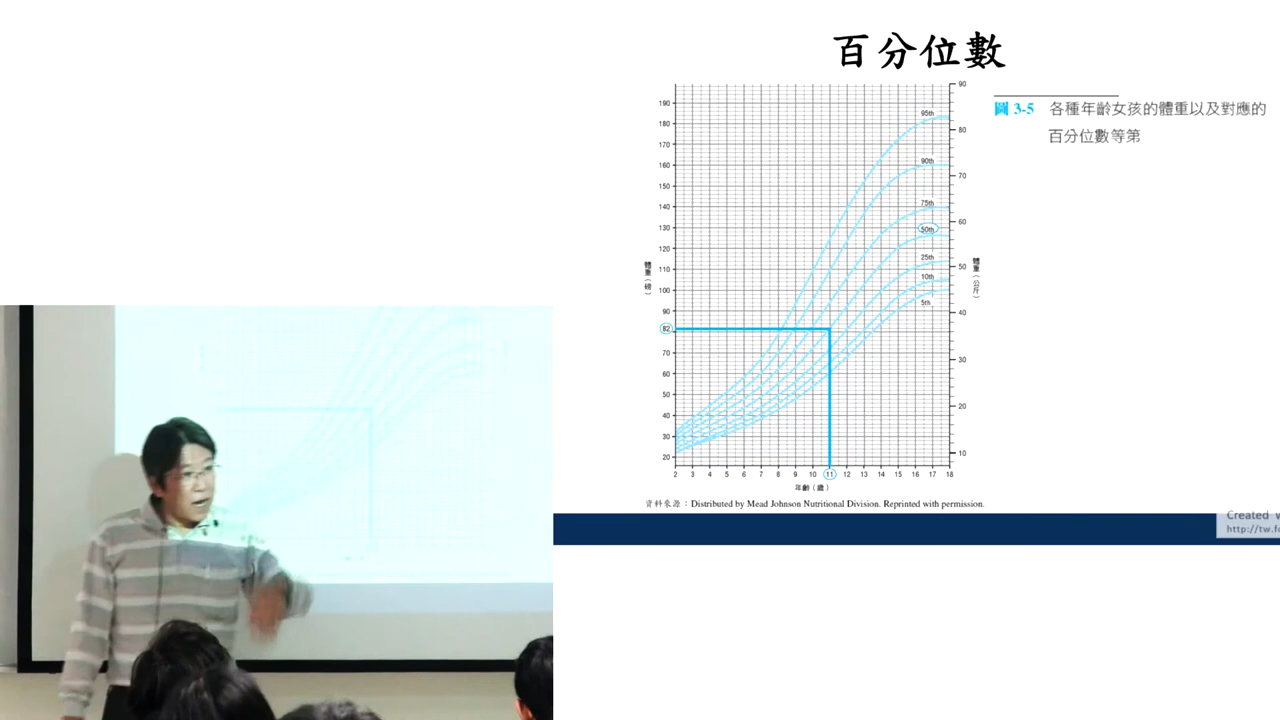 百分位數
圖 3-5 各種年齡女孩的體重以及對應的
百分位數等第
90
190
180
170
160
150
140
130
120
110
100
90
82
70
60
50
40
30
20
95th
90th
75th
50th
25th
10th
5th
80
70
60
50
40
30
20
10
體重（磅）
體重（公斤）
2 3 4 5 6 7 8 9 10 11 12 13 14 15 16 17 18
年齡（歲）
資料來源：Distributed by Mead Johnson Nutritional Division. Reprinted with permission.
Created
http://tw.f